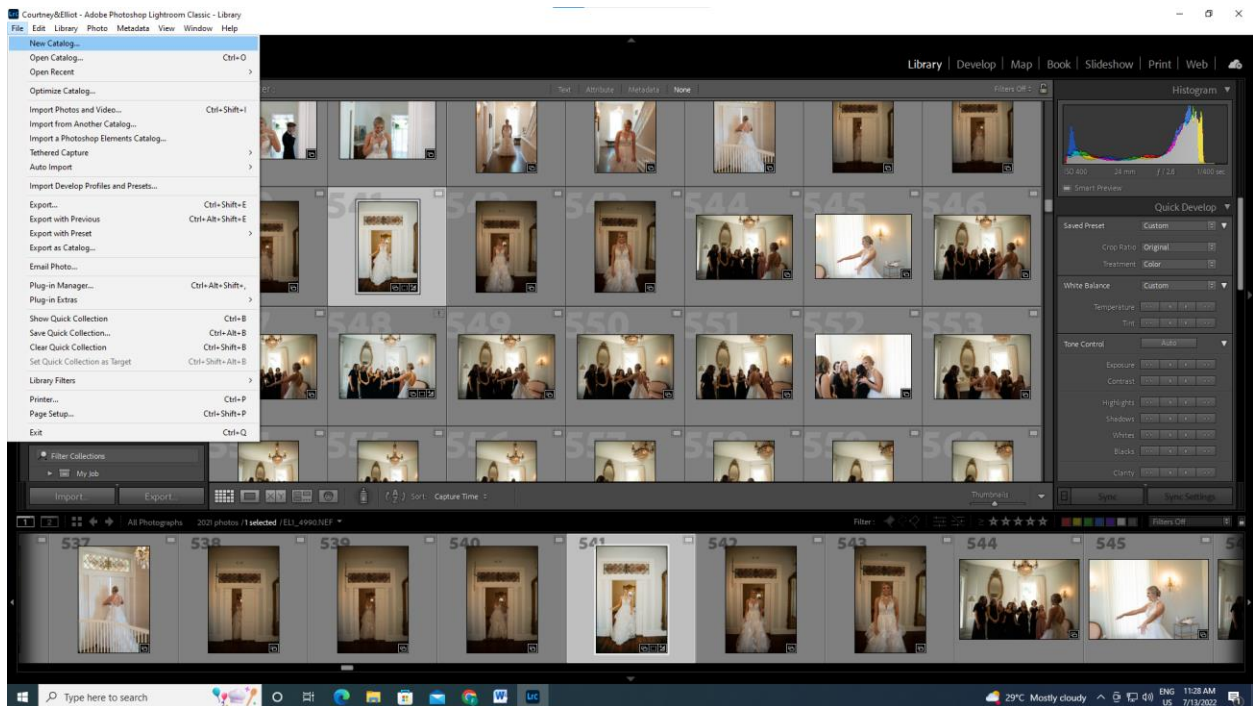 Courtney&Elliot - Adobe Photoshop Lightroom Classic - Library
File Edit Library Photo Metadata View Window Help
New Catalog...
Open Catalog... Ctrl+O
Open Recent
Optimize Catalog...
Import Photos and Video... Ctrl+Shift+I
Import from Another Catalog...
Import a Photoshop Elements Catalog...
Tethered Capture
Auto Import
Import Develop Profiles and Presets...
Export... Ctrl+Shift+E
Export with Previous Ctrl+Alt+Shift+E
Export with Preset
Export as Catalog...
Email Photo...
Plug-in Manager... Ctrl+Alt+Shift+,
Plug-in Extras
Show Quick Collection Ctrl+B
Save Quick Collection... Ctrl+Alt+B
Clear Quick Collection Ctrl+Shift+B
Set Quick Collection as Target Ctrl+Shift+Alt+B
Library Filters
Printer... Ctrl+P
Page Setup... Ctrl+Shift+P
Exit Ctrl+Q
Filter Collections
My Job
Import... Export...
Library | Develop | Map | Book | Slideshow | Print | Web
Text Attribute Metadata None Filters Off
541 542 543 544 545 546
548 549 550 551 552 553
Sort: Capture Time
Thumbnails
Histogram
ISO 400 24 mm f / 2.8 1/400 sec
Smart Preview
Quick Develop
Saved Preset Custom
Crop Ratio Original
Treatment Color
White Balance Custom
Temperature
Tint
Tone Control Auto
Exposure
Contrast
Highlights
Shadows
Whites
Blacks
Clarity
Sync Sync Settings
1 2 All Photographs 2021 photos / 1 selected / ELI_4990.NEF
Filter: Filters Off
537 538 539 540 541 542 543 544 545
Type here to search
Lrc
29°C Mostly cloudy
ENG 11:28 AM
US 7/13/2022